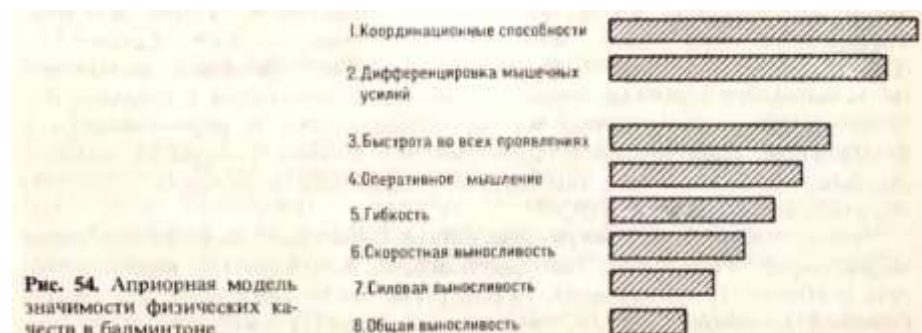 1.Координационные способности
2.Дифференцировка мышечных
усилий
3.Быстрота во всех проявлениях
4.Оперативное мышление
5.Гибкость
6.Скоростная выносливость
7.Силовая выносливость
8.Общая выносливость
Рис. 54. Априорная модель
значимости физических ка-
честв в бадминтоне